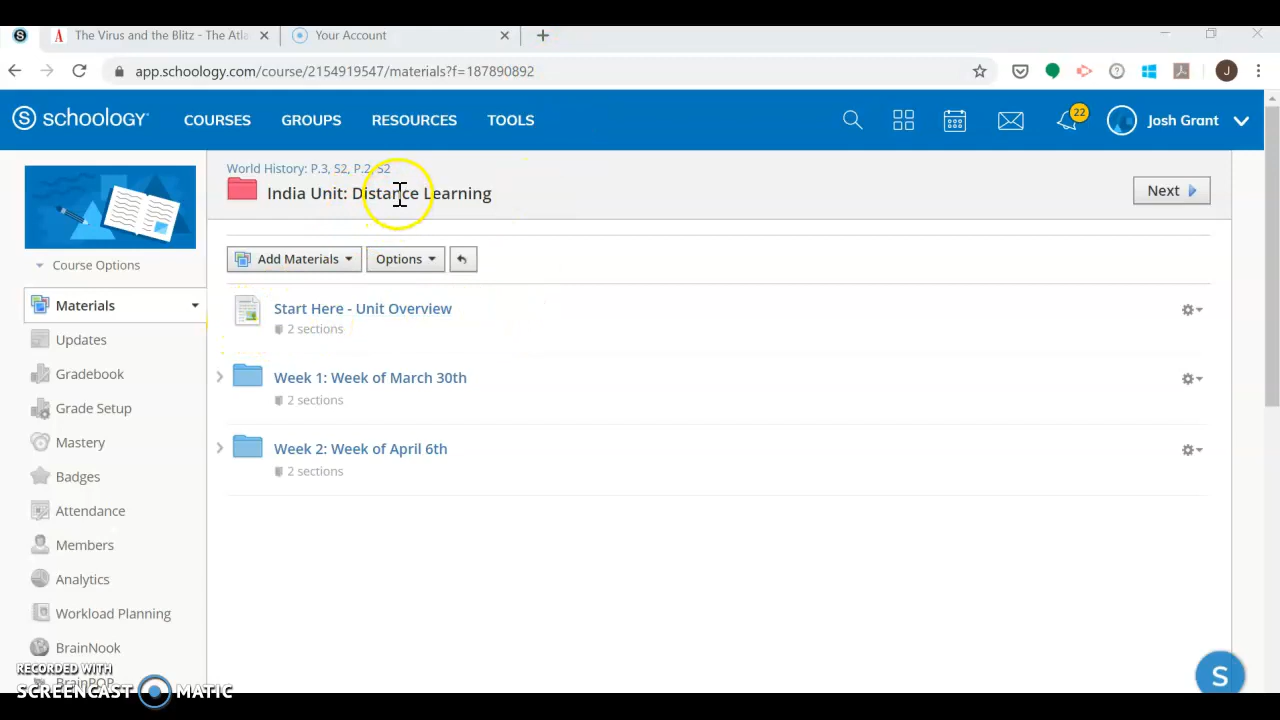 The Virus and the Blitz - The Atla
Your Account
app.schoology.com/course/2154919547/materials?f=187890892
J
S schoology
COURSES
GROUPS
RESOURCES
TOOLS
22
Josh Grant
World History: P.3, S2, P.2, S2
India Unit: Distance Learning
Next
Course Options
Add Materials
Options
Materials
Start Here - Unit Overview
2 sections
Updates
Gradebook
Week 1: Week of March 30th
2 sections
Grade Setup
Mastery
Week 2: Week of April 6th
2 sections
Badges
Attendance
Members
Analytics
Workload Planning
BrainNook
BrainPOP
RECORDED WITH
SCREENCAST MATIC
S